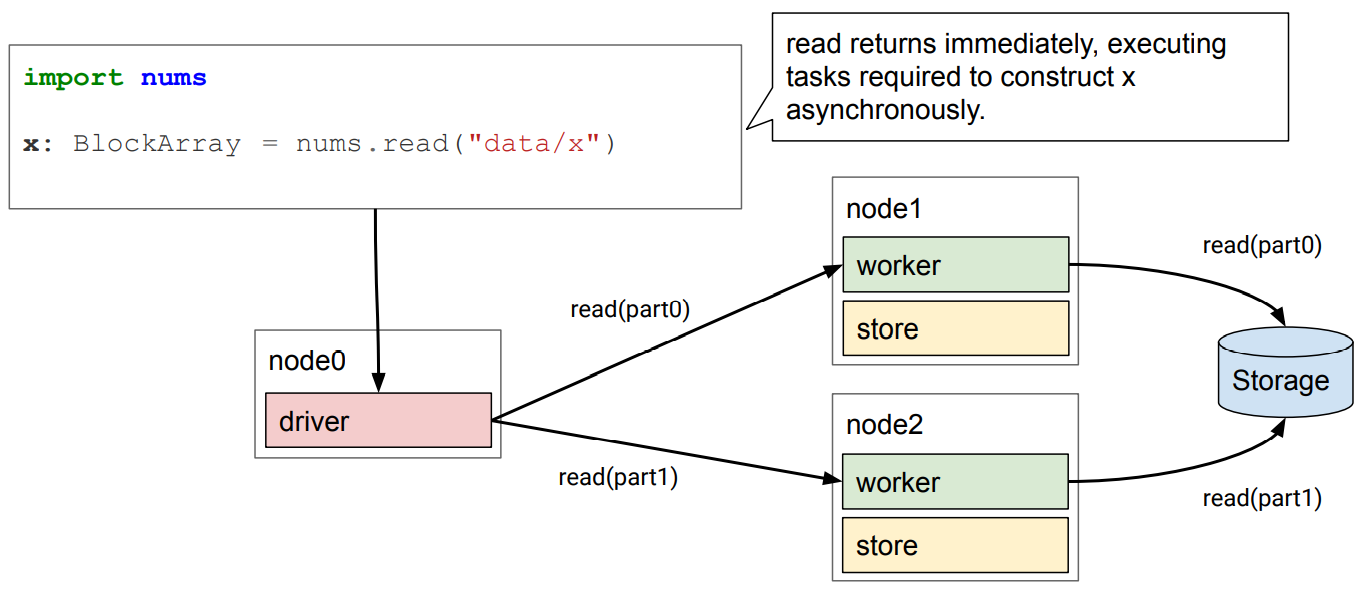 import nums
x: BlockArray = nums.read("data/x")
read returns immediately, executing
tasks required to construct x
asynchronously.
node0
driver
read(part0)
read(part1)
node1
worker
store
node2
worker
store
read(part0)
Storage
read(part1)